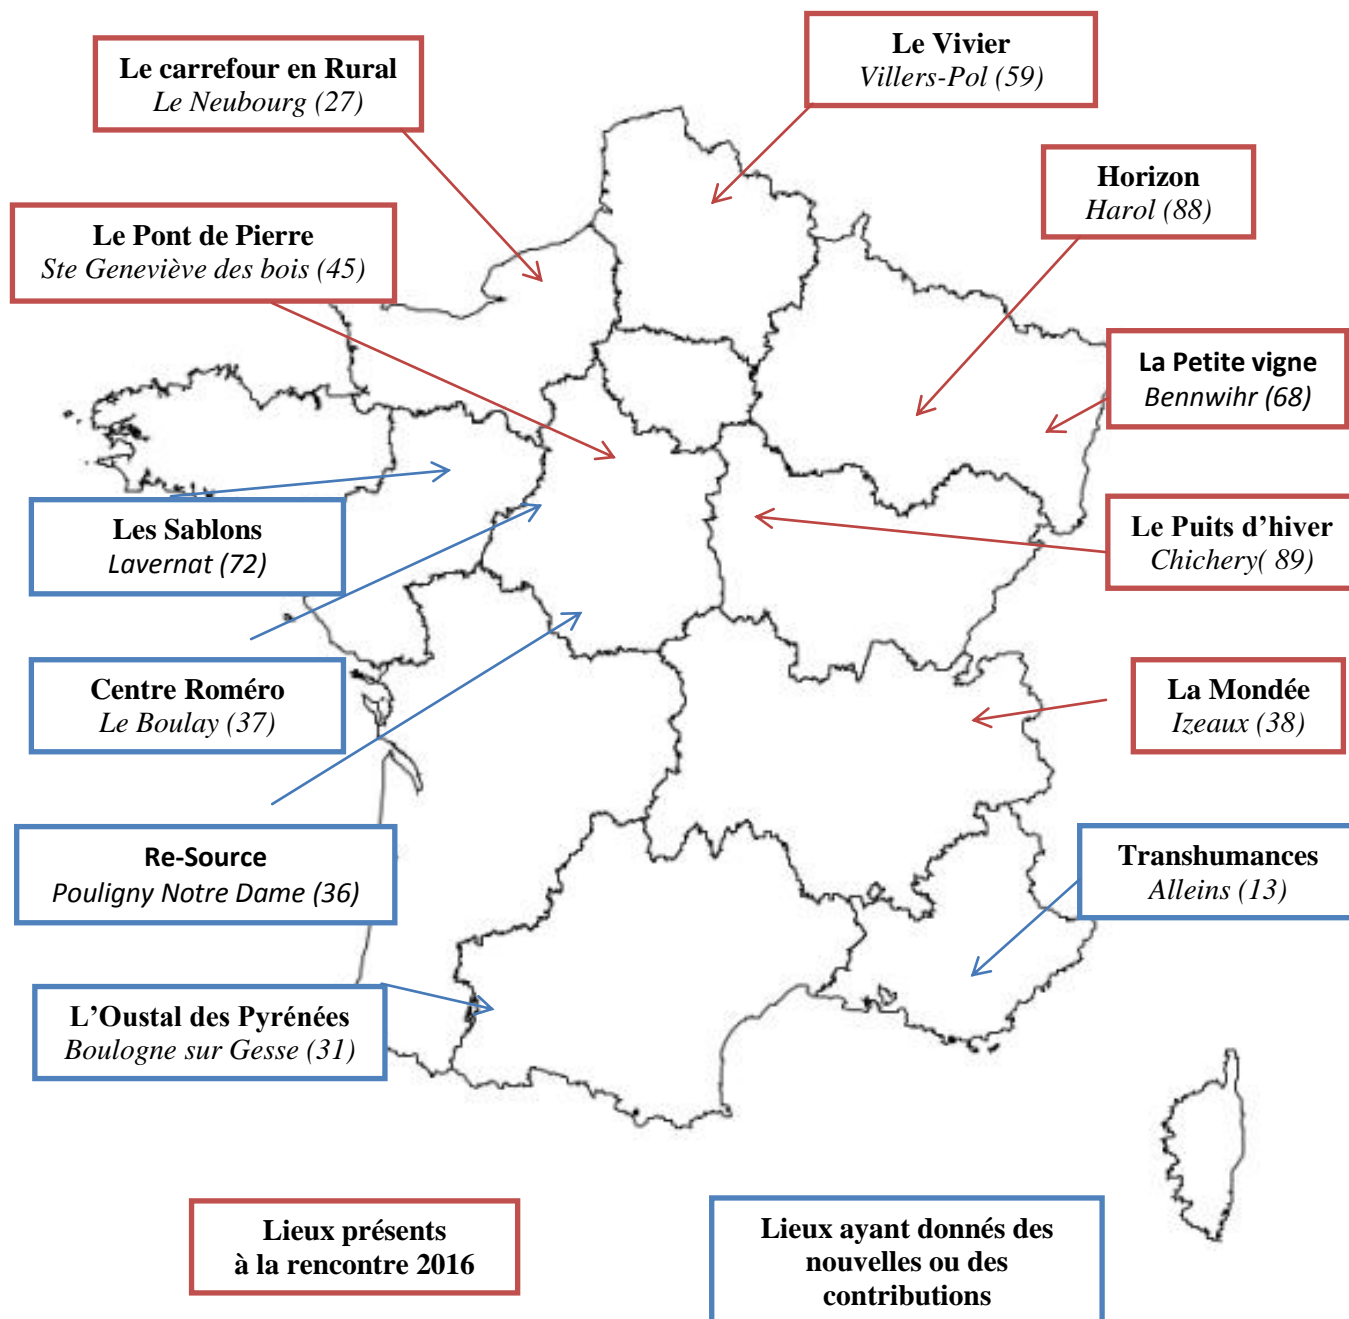 Le carrefour en Rural
Le Neubourg (27)
Le Vivier
Villers-Pol (59)
Horizon
Harol (88)
Le Pont de Pierre
Ste Geneviève des bois (45)
La Petite vigne
Bennwihr (68)
Les Sablons
Lavernat (72)
Le Puits d’hiver
Chichery( 89)
Centre Roméro
Le Boulay (37)
La Mondée
Izeaux (38)
Re-Source
Pouligny Notre Dame (36)
Transhumances
Alleins (13)
L’Oustal des Pyrénées
Boulogne sur Gesse (31)
Lieux présents
à la rencontre 2016
Lieux ayant donnés des
nouvelles ou des
contributions